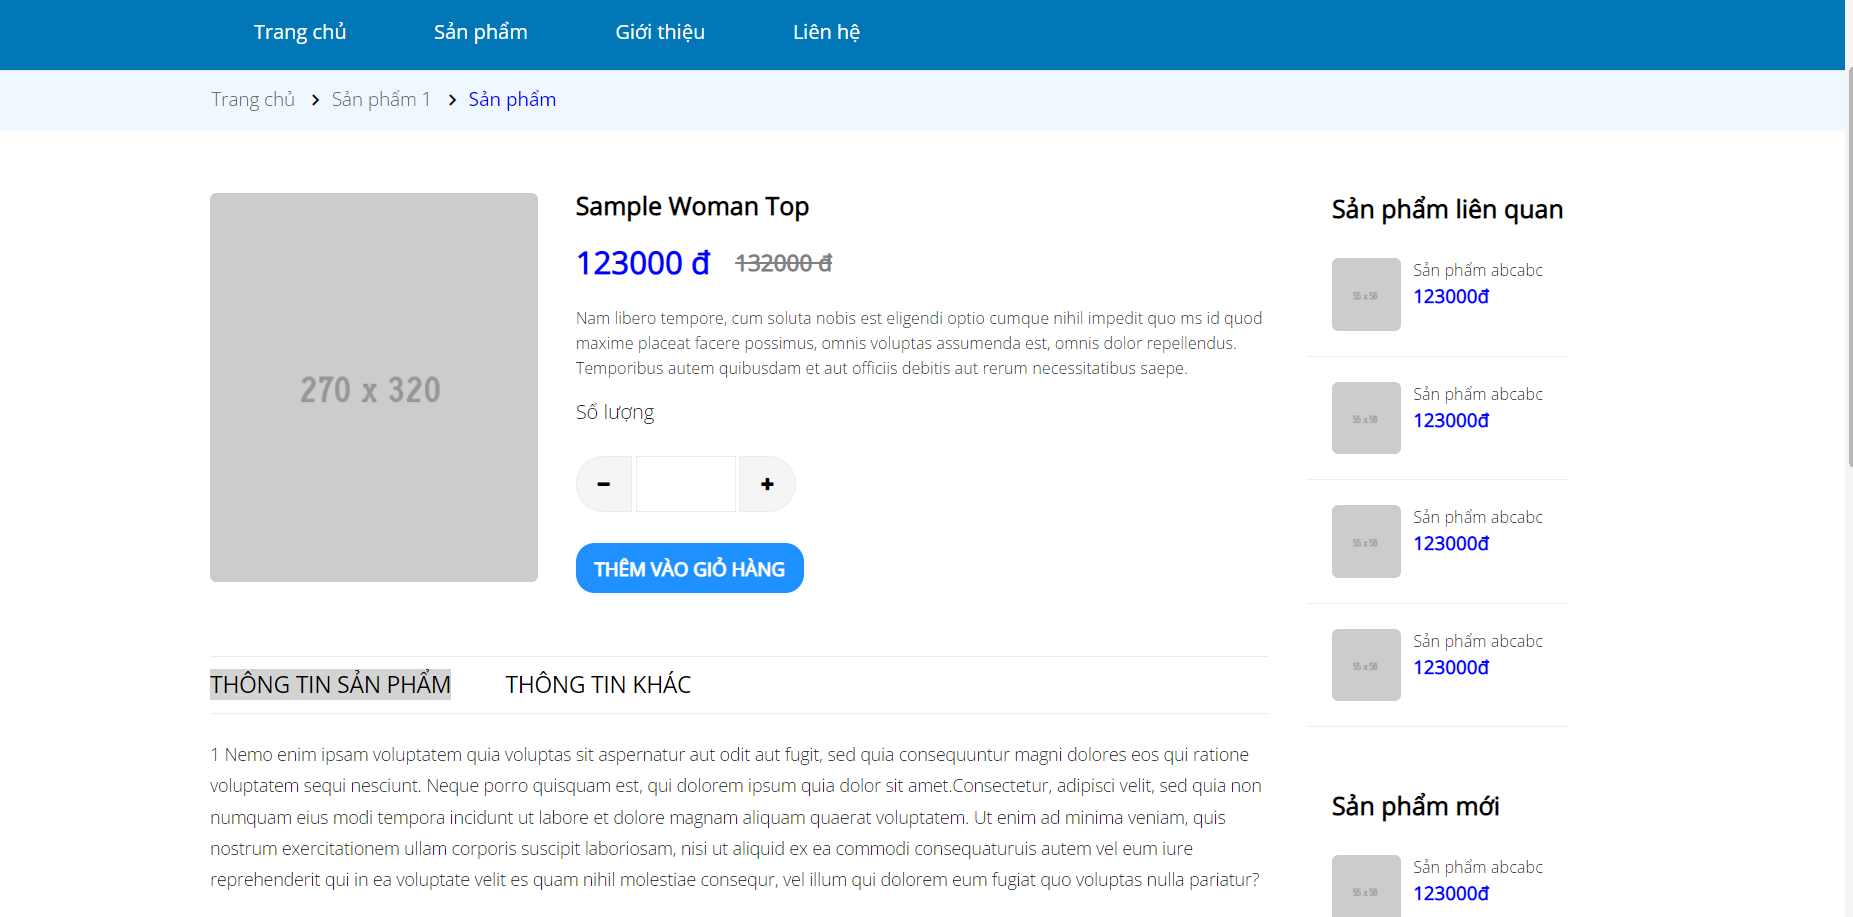 Trang chủ Sản phẩm Giới thiệu Liên hệ
Trang chủ > Sản phẩm 1 > Sản phẩm
270 x 320
Sample Woman Top
123000 đ 132000 đ
Nam libero tempore, cum soluta nobis est eligendi optio cumque nihil impedit quo ms id quod
maxime placeat facere possimus, omnis voluptas assumenda est, omnis dolor repellendus.
Temporibus autem quibusdam et aut officiis debitis aut rerum necessitatibus saepe.
Số lượng
− +
THÊM VÀO GIỎ HÀNG
THÔNG TIN SẢN PHẨM THÔNG TIN KHÁC
1 Nemo enim ipsam voluptatem quia voluptas sit aspernatur aut odit aut fugit, sed quia consequuntur magni dolores eos qui ratione
voluptatem sequi nesciunt. Neque porro quisquam est, qui dolorem ipsum quia dolor sit amet.Consectetur, adipisci velit, sed quia non
numquam eius modi tempora incidunt ut labore et dolore magnam aliquam quaerat voluptatem. Ut enim ad minima veniam, quis
nostrum exercitationem ullam corporis suscipit laboriosam, nisi ut aliquid ex ea commodi consequaturuis autem vel eum iure
reprehenderit qui in ea voluptate velit es quam nihil molestiae consequr, vel illum qui dolorem eum fugiat quo voluptas nulla pariatur?
Sản phẩm liên quan
55 x 58
Sản phẩm abcabc
123000đ
55 x 58
Sản phẩm abcabc
123000đ
55 x 58
Sản phẩm abcabc
123000đ
55 x 58
Sản phẩm abcabc
123000đ
Sản phẩm mới
55 x 58
Sản phẩm abcabc
123000đ